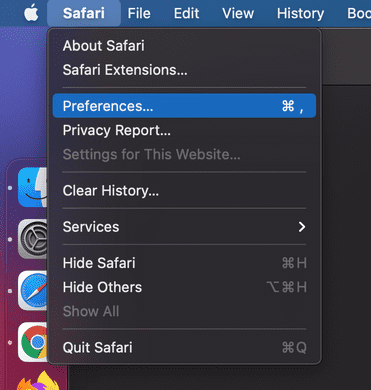 Safari File Edit View History Boo
About Safari
Safari Extensions...
Preferences... ⌘ ,
Privacy Report...
Settings for This Website...
Clear History...
Services
Hide Safari ⌘H
Hide Others ⌥⌘H
Show All
Quit Safari ⌘Q